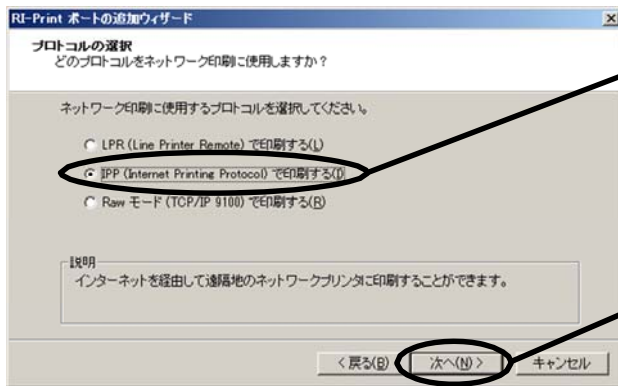 RI-Print ポートの追加ウィザード
プロトコルの選択
どのプロトコルをネットワーク印刷に使用しますか？
ネットワーク印刷に使用するプロトコルを選択してください。
LPR (Line Printer Remote) で印刷する(L)
IPP (Internet Printing Protocol) で印刷する(I)
Raw モード (TCP/IP 9100) で印刷する(R)
説明
インターネットを経由して遠隔地のネットワークプリンタに印刷することができます。
< 戻る(B) 次へ(N) > キャンセル